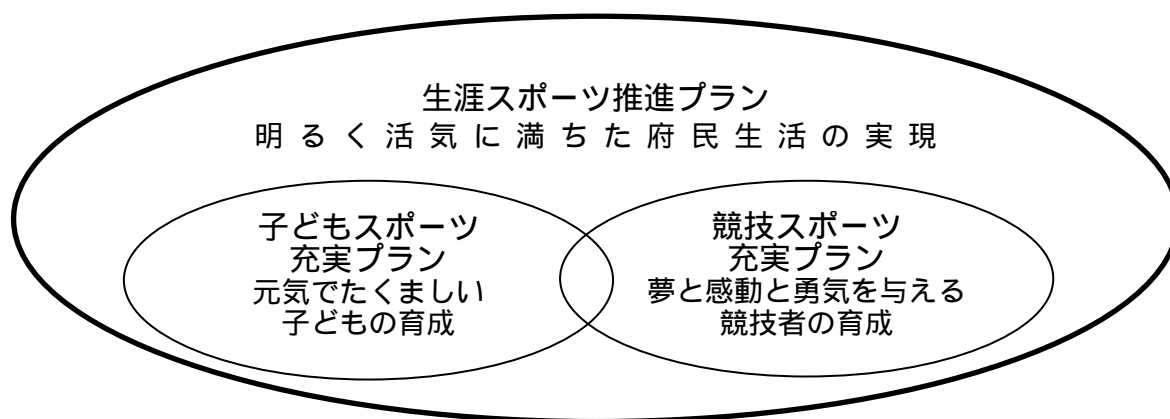 生涯スポーツ推進プラン
明るく活気に満ちた府民生活の実現
子どもスポーツ
充実プラン
元気でたくましい
子どもの育成
競技スポーツ
充実プラン
夢と感動と勇気を与える
競技者の育成